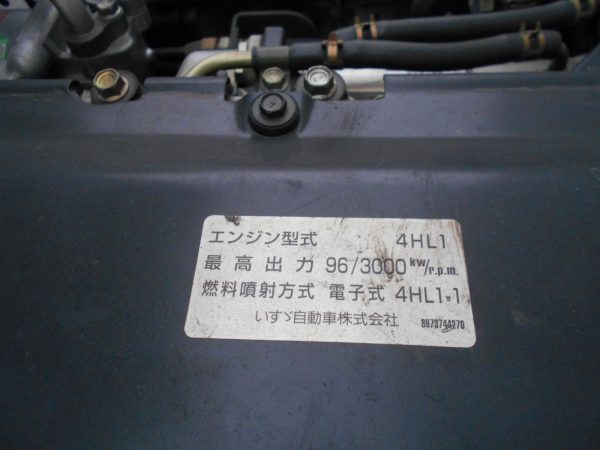 エンジン型式 4HL1
最高出力 96/3000 kw/r.p.m.
燃料噴射方式 電子式 4HL1-1
いすゞ自動車株式会社 8973744270